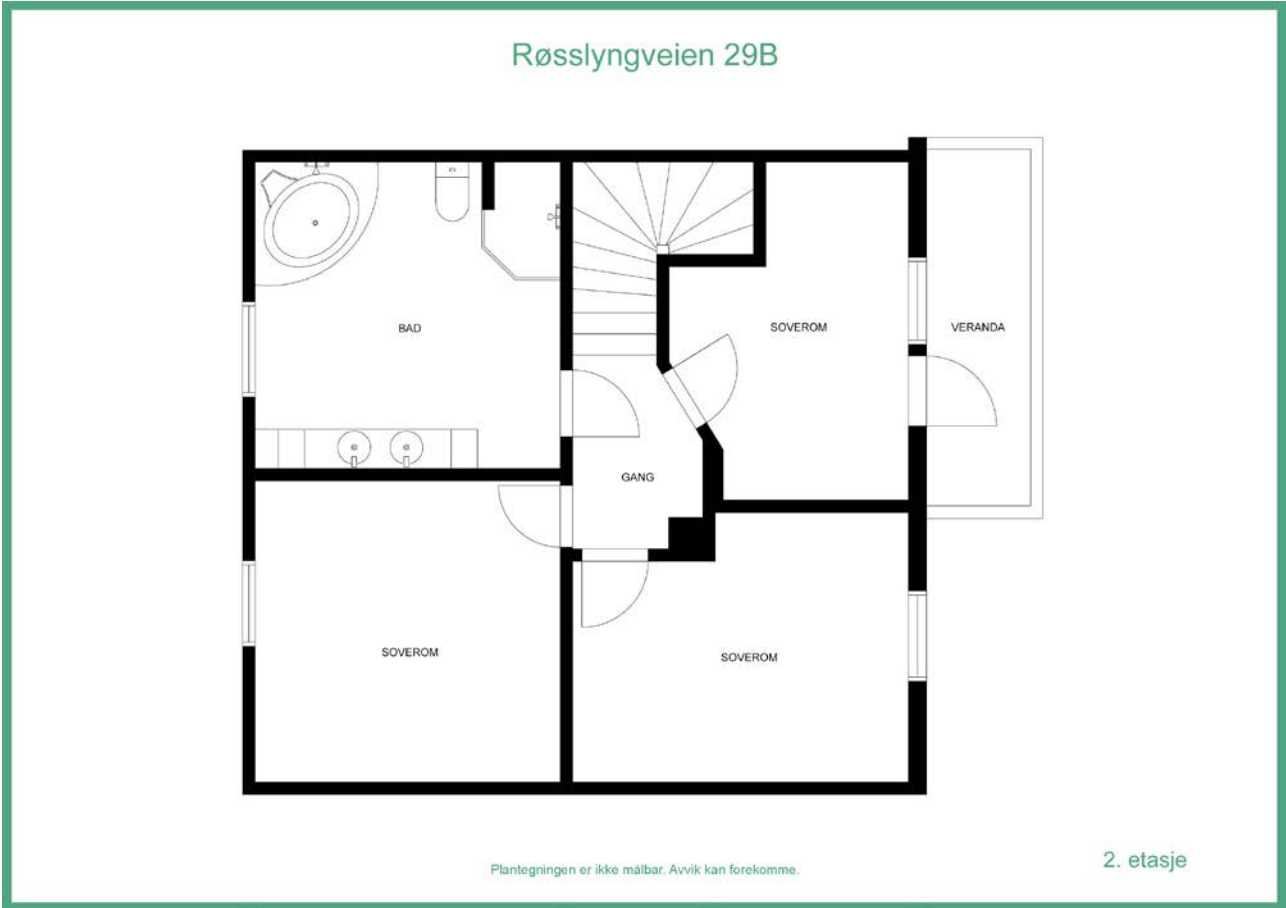 Røsslyngveien 29B
BAD
SOVEROM
VERANDA
GANG
SOVEROM
SOVEROM
Plantegningen er ikke målbar. Avvik kan forekomme.
2. etasje